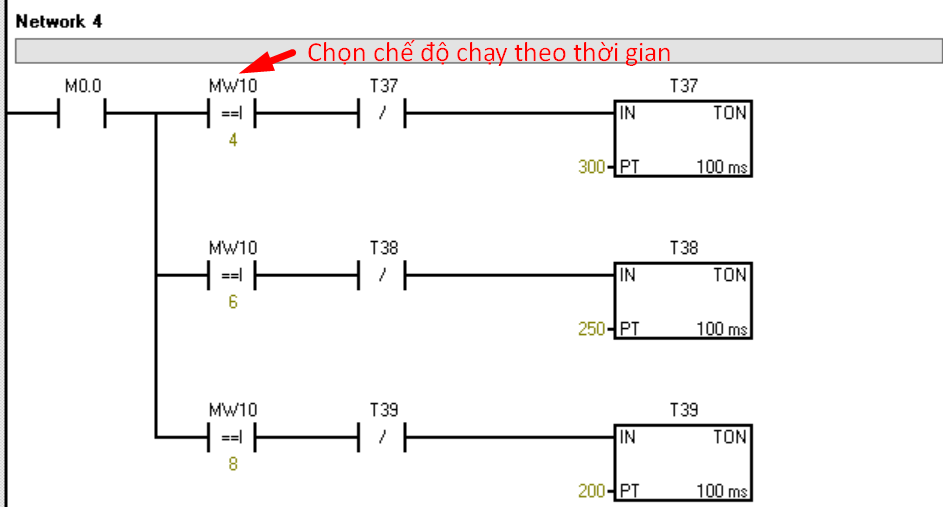 Network 4
Chọn chế độ chạy theo thời gian
M0.0 MW10 T37 T37
==I / IN TON
4
300 PT 100 ms
MW10 T38 T38
==I / IN TON
6
250 PT 100 ms
MW10 T39 T39
==I / IN TON
8
200 PT 100 ms